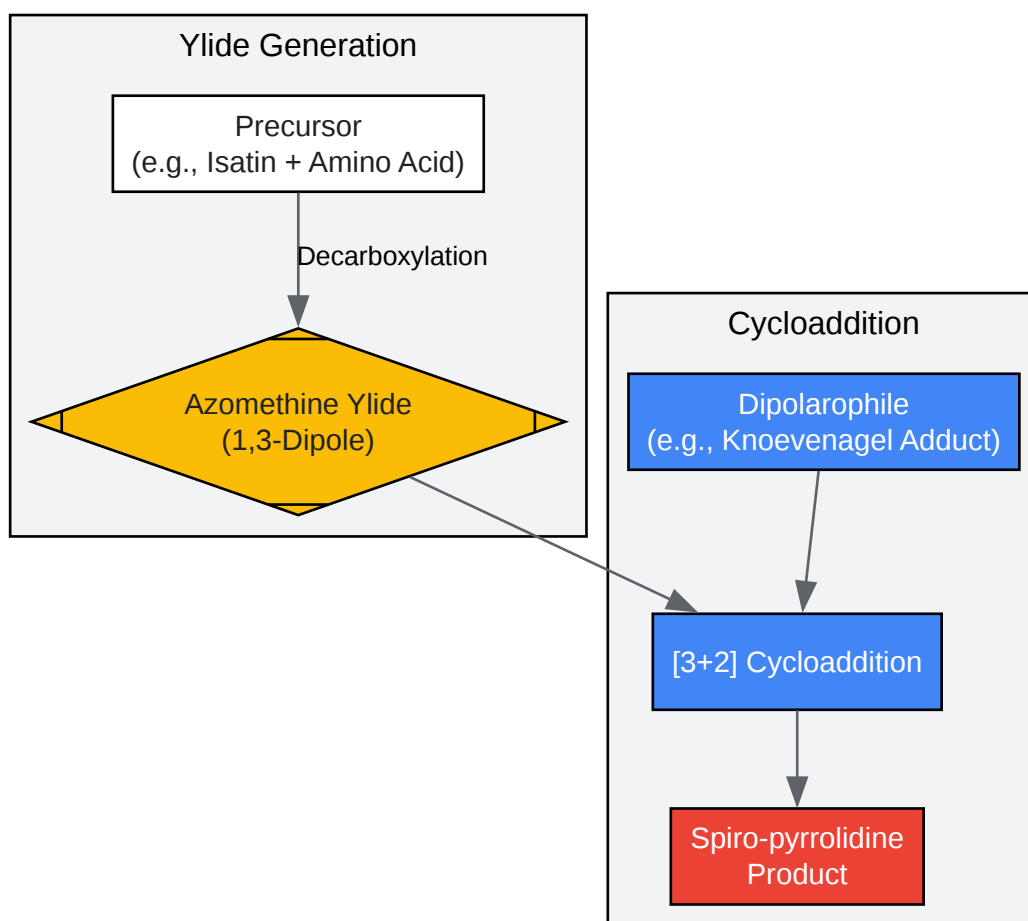 Ylide Generation
Precursor
(e.g., Isatin + Amino Acid)
Decarboxylation
Azomethine Ylide
(1,3-Dipole)
Cycloaddition
Dipolarophile
(e.g., Knoevenagel Adduct)
[3+2] Cycloaddition
Spiro-pyrrolidine
Product